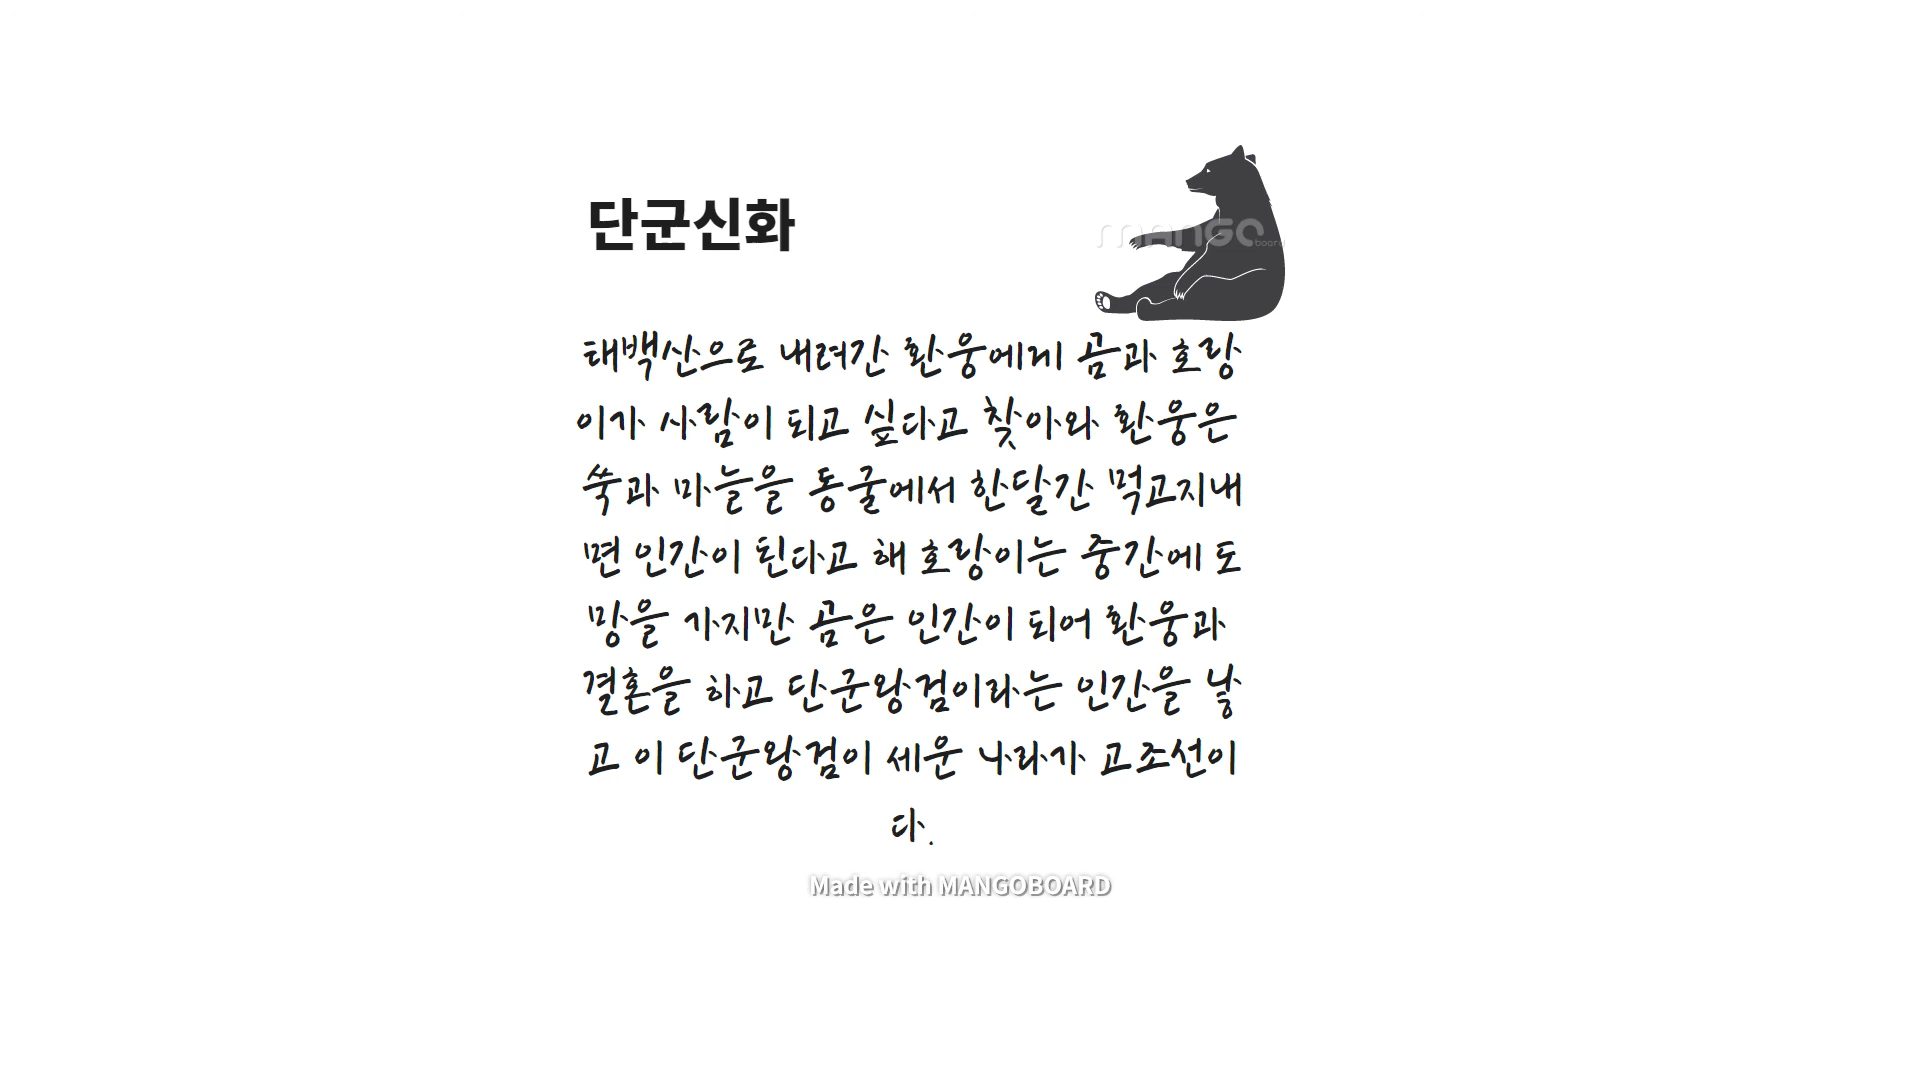 단군신화
mango board
태백산으로 내려간 환웅에게 곰과 호랑
이가 사람이 되고 싶다고 찾아와 환웅은
쑥과 마늘을 동굴에서 한달간 먹고지내
면 인간이 된다고 해 호랑이는 중간에 도
망을 가지만 곰은 인간이 되어 환웅과
결혼을 하고 단군왕검이라는 인간을 낳
고 이 단군왕검이 세운 나라가 고조선이
다.
Made with MANGOBOARD